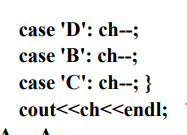 case 'D': ch--;
case 'B': ch--;
case 'C': ch--; }
cout<<ch<<endl;